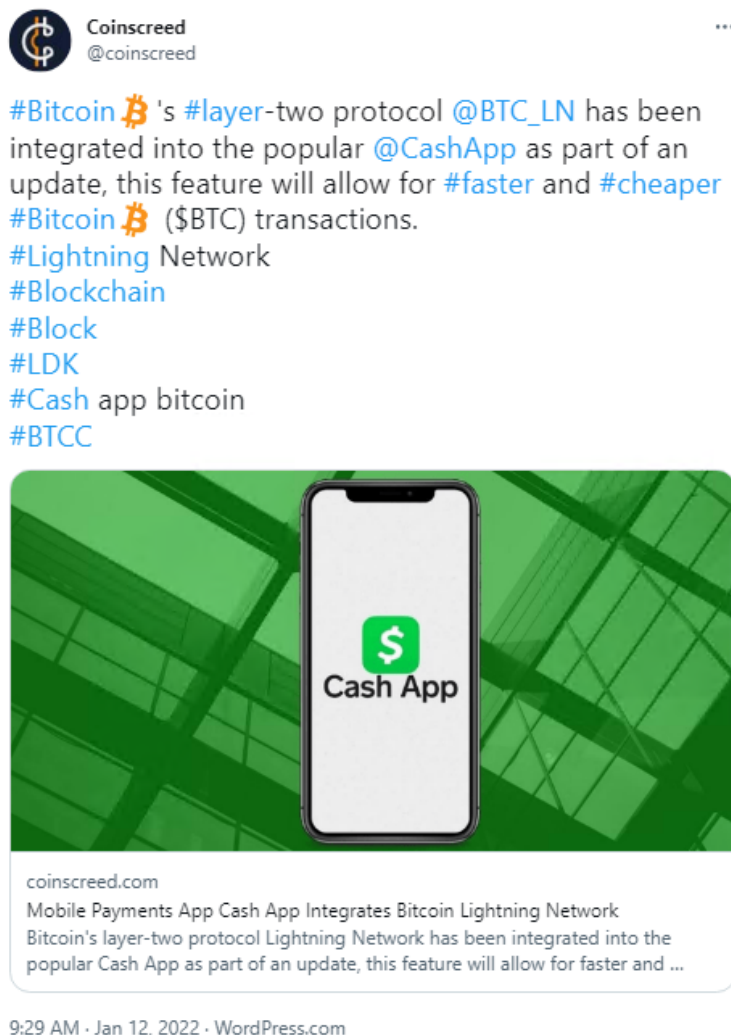 Coinscreed
@coinscreed
#Bitcoin 's #layer-two protocol @BTC_LN has been
integrated into the popular @CashApp as part of an
update, this feature will allow for #faster and #cheaper
#Bitcoin ($BTC) transactions.
#Lightning Network
#Blockchain
#Block
#LDK
#Cash app bitcoin
#BTCC
$
Cash App
coinscreed.com
Mobile Payments App Cash App Integrates Bitcoin Lightning Network
Bitcoin's layer-two protocol Lightning Network has been integrated into the
popular Cash App as part of an update, this feature will allow for faster and ...
9:29 AM · Jan 12, 2022 · WordPress.com